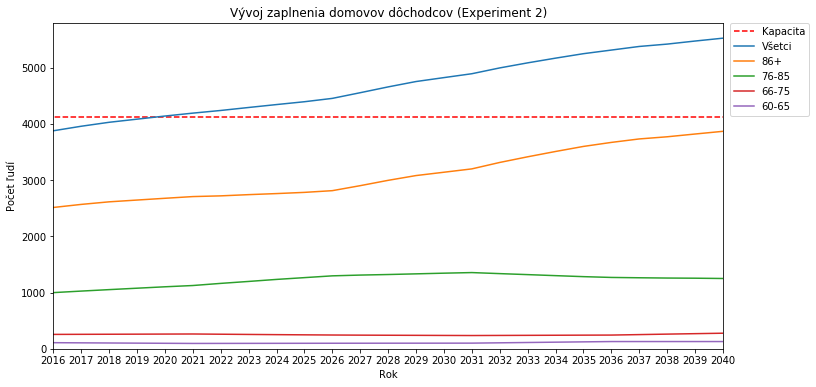 Vývoj zaplnenia domovov dôchodcov (Experiment 2)
Kapacita
Všetci
86+
76-85
66-75
60-65
Počet ľudí
5000
4000
3000
2000
1000
0
2016 2017 2018 2019 2020 2021 2022 2023 2024 2025 2026 2027 2028 2029 2030 2031 2032 2033 2034 2035 2036 2037 2038 2039 2040
Rok